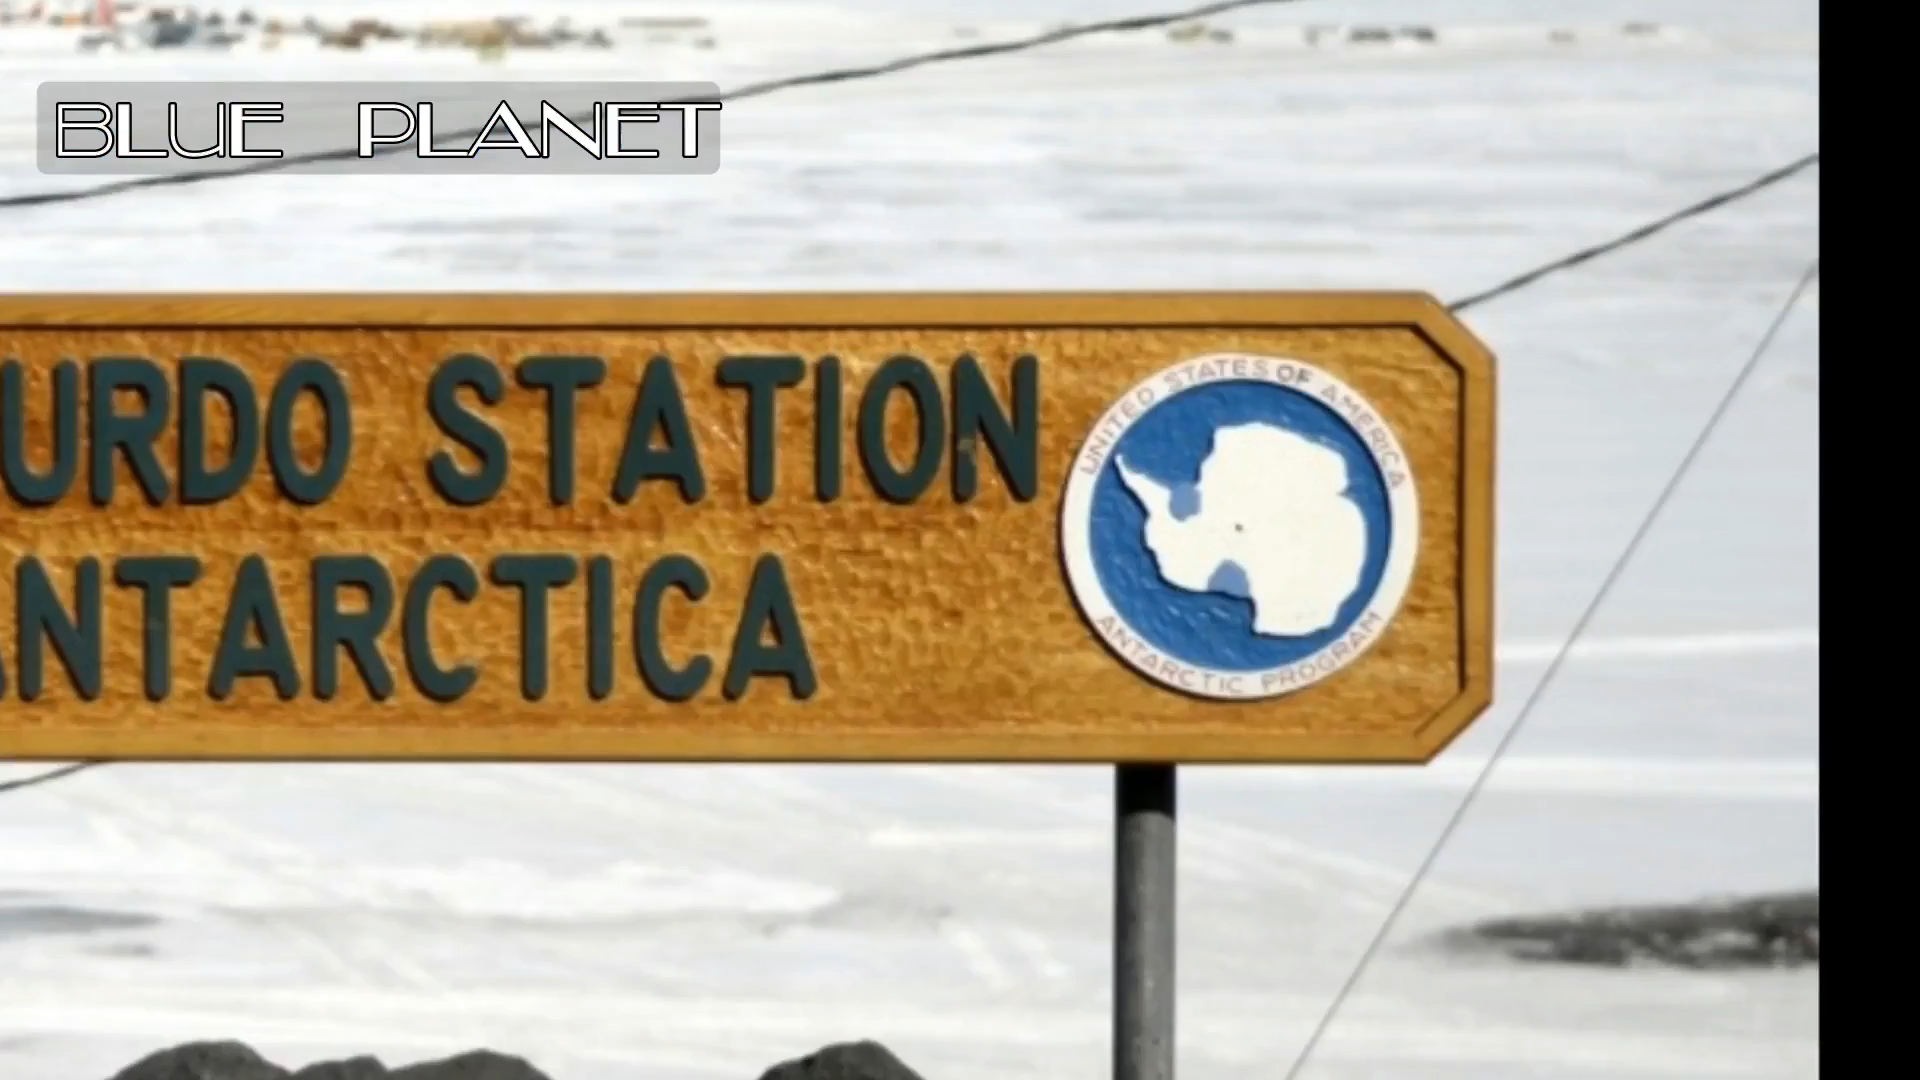 BLUE PLANET
URDO STATION
UNITED STATES OF AMERICA
ANTARCTIC PROGRAM
NTARCTICA